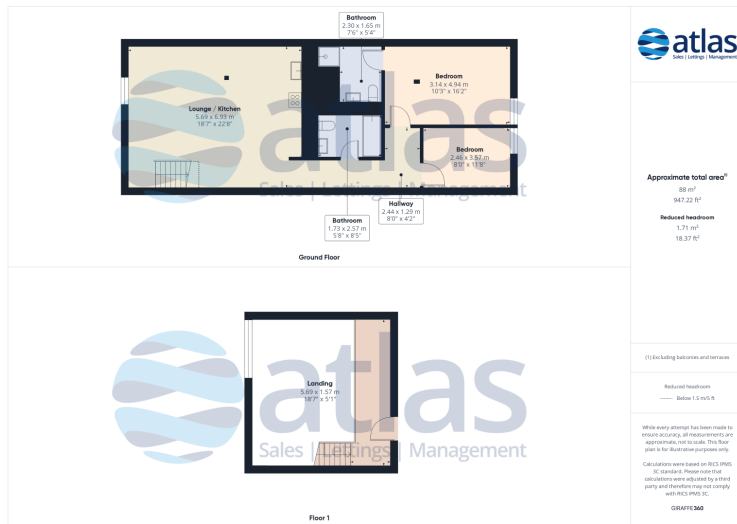 Bathroom
2.30 x 1.65 m
7'6" x 5'4"
Bedroom
3.14 x 4.94 m
10'3" x 16'2"
Lounge / Kitchen
5.69 x 6.93 m
18'7" x 22'8"
Bedroom
2.46 x 3.57 m
8'0" x 11'8"
Hallway
2.44 x 1.29 m
8'0" x 4'2"
Bathroom
1.73 x 2.57 m
5'8" x 8'5"
atlas
Sales | Lettings | Management
Ground Floor
Landing
5.69 x 1.57 m
18'7" x 5'1"
atlas
Sales | Lettings | Management
Floor 1
atlas
Sales | Lettings | Management
Approximate total area(1)
88 m²
947.22 ft²
Reduced headroom
1.71 m²
18.37 ft²
(1) Excluding balconies and terraces
Reduced headroom
Below 1.5 m/5 ft
While every attempt has been made to
ensure accuracy, all measurements are
approximate, not to scale. This floor
plan is for illustrative purposes only.
Calculations were based on RICS IPMS
3C standard. Please note that
calculations were adjusted by a third
party and therefore may not comply
with RICS IPMS 3C.
GIRAFFE360